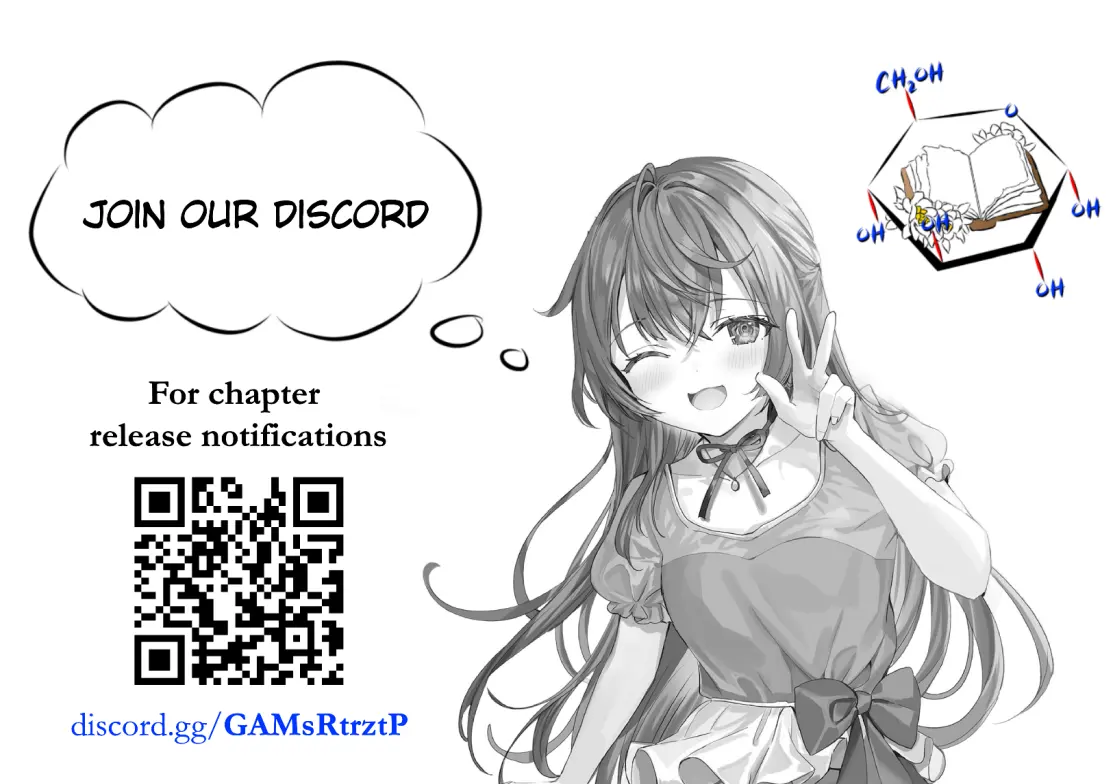 JOIN OUR DISCORD
CH₂OH
O
OH
OH
OH
OH
For chapter
release notifications
discord.gg/GAMsRtrztP